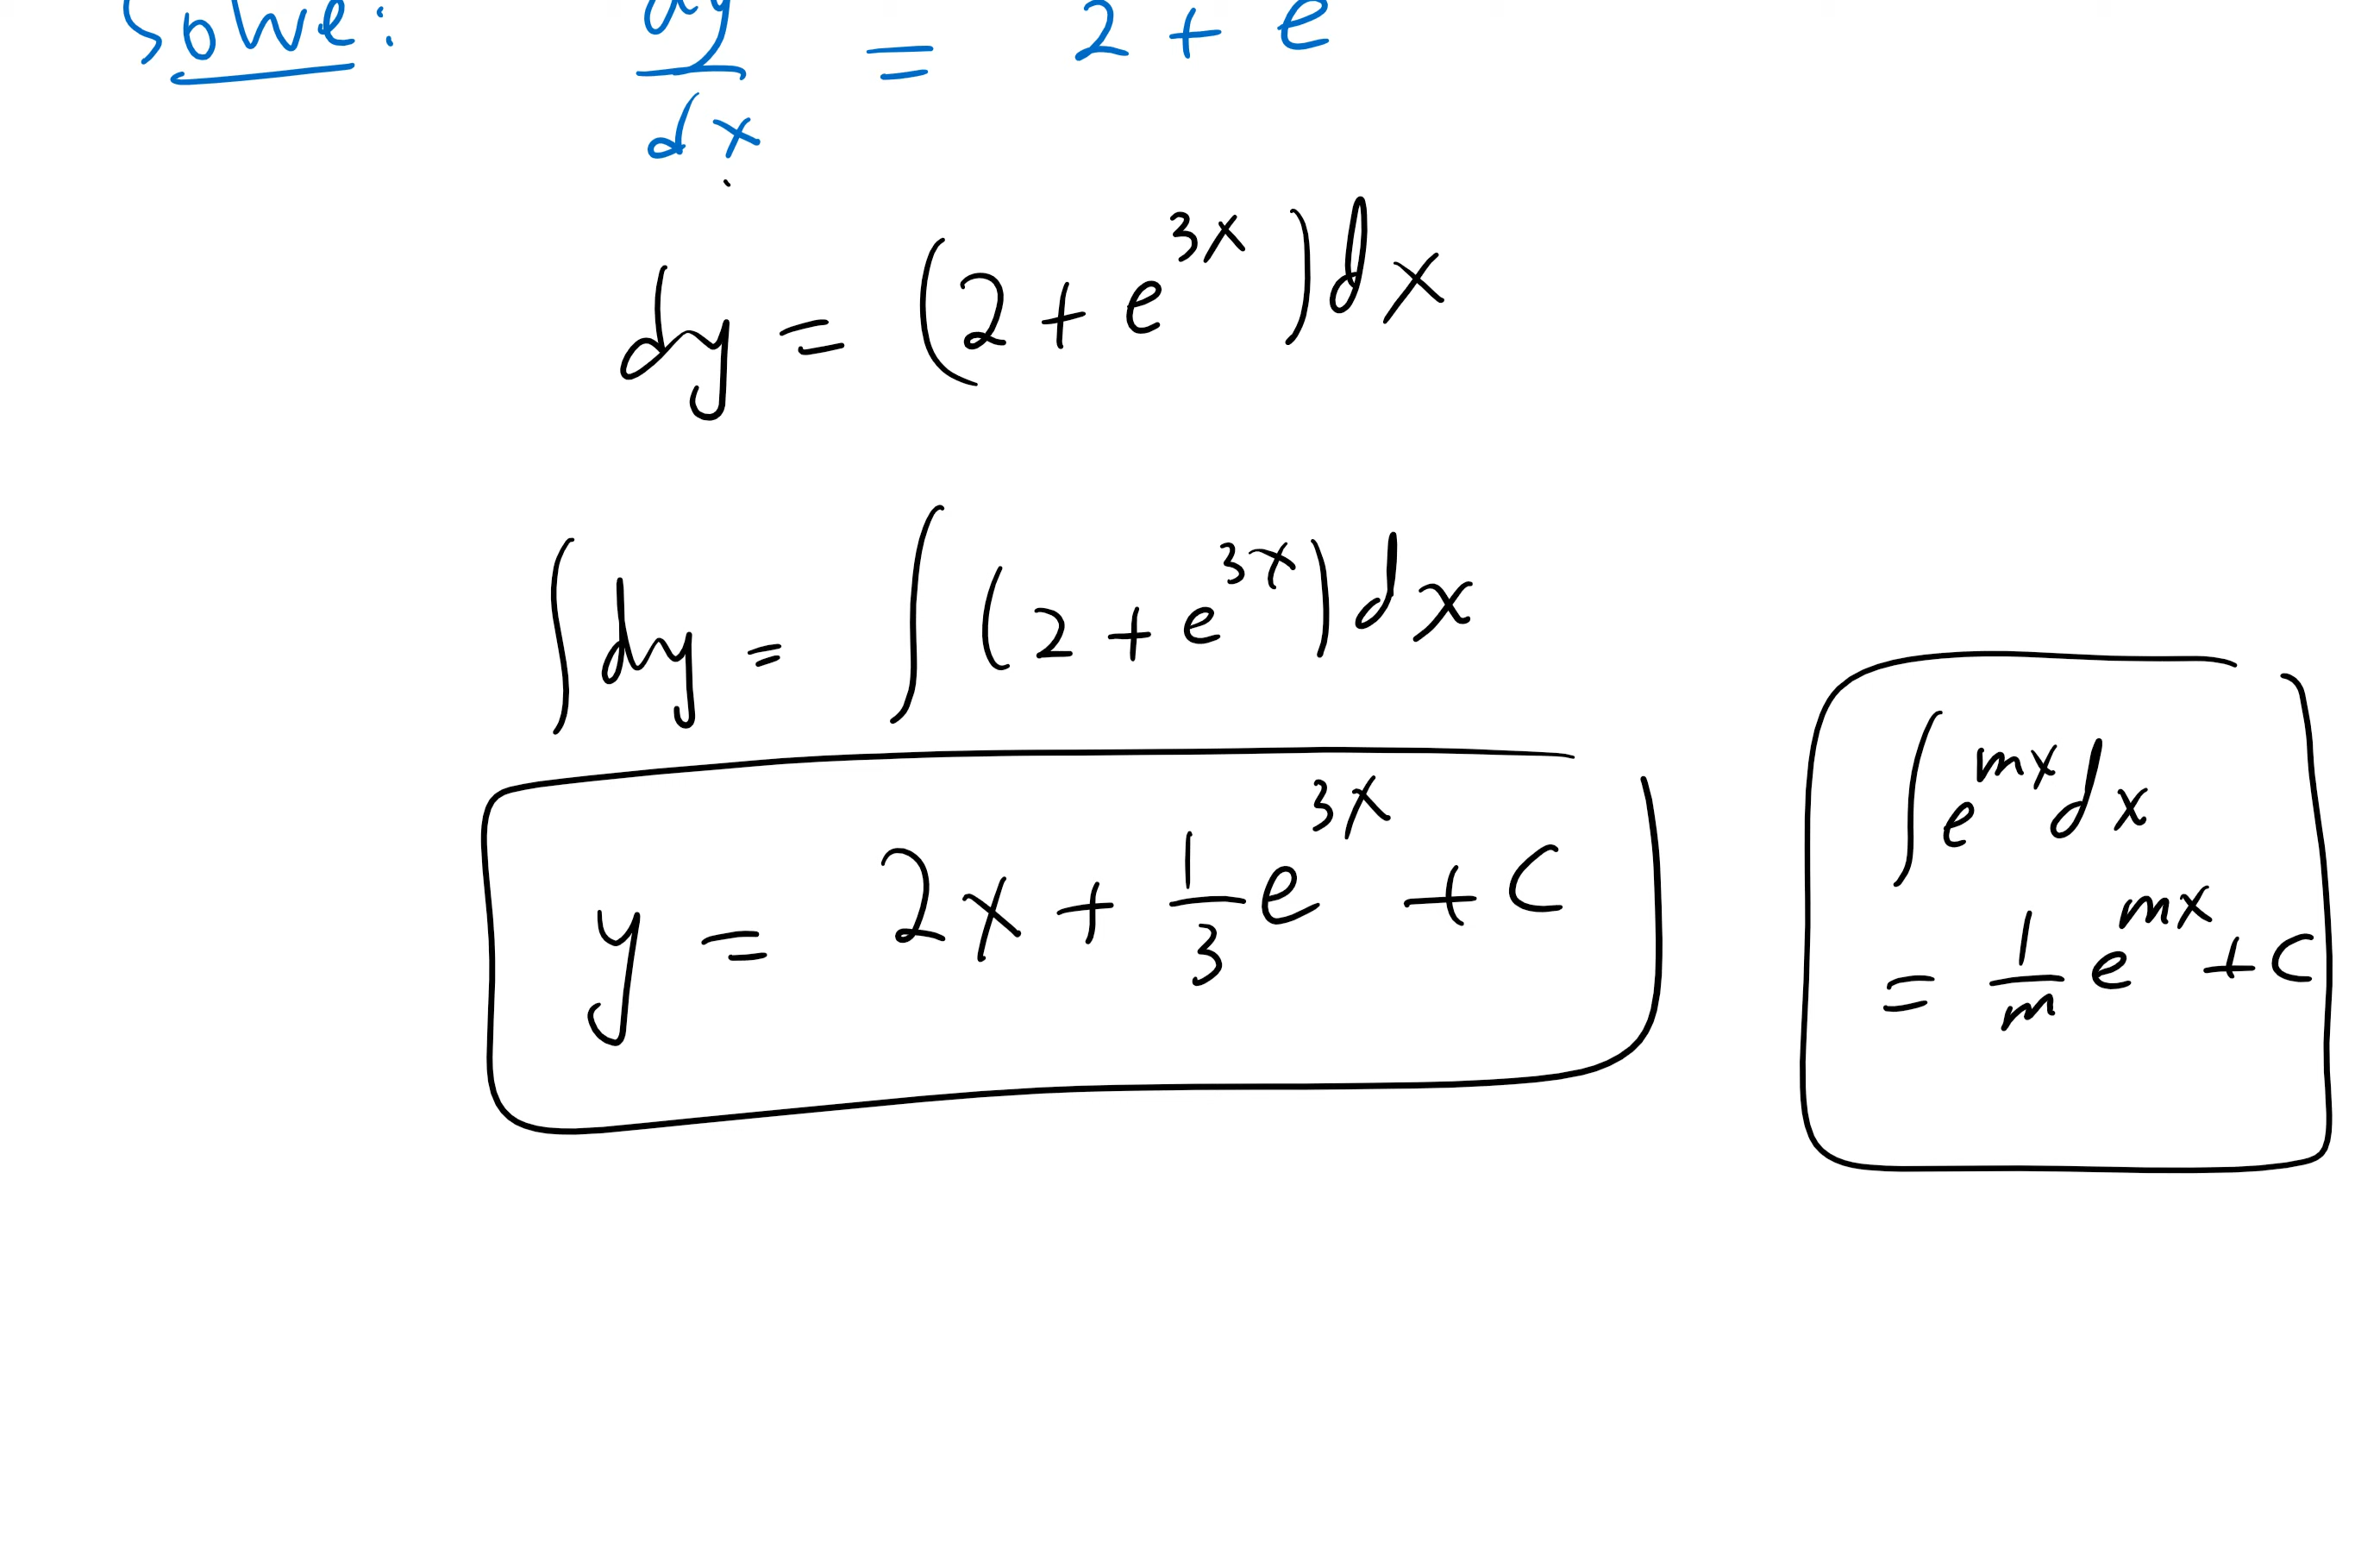 Solve: dy/dx = 2 + e
dy = (2 + e^{3x}) dx
∫ dy = ∫ (2 + e^{3x}) dx
y = 2x + 1/3 e^{3x} + C
∫ e^{mx} dx
= 1/m e^{mx} + C